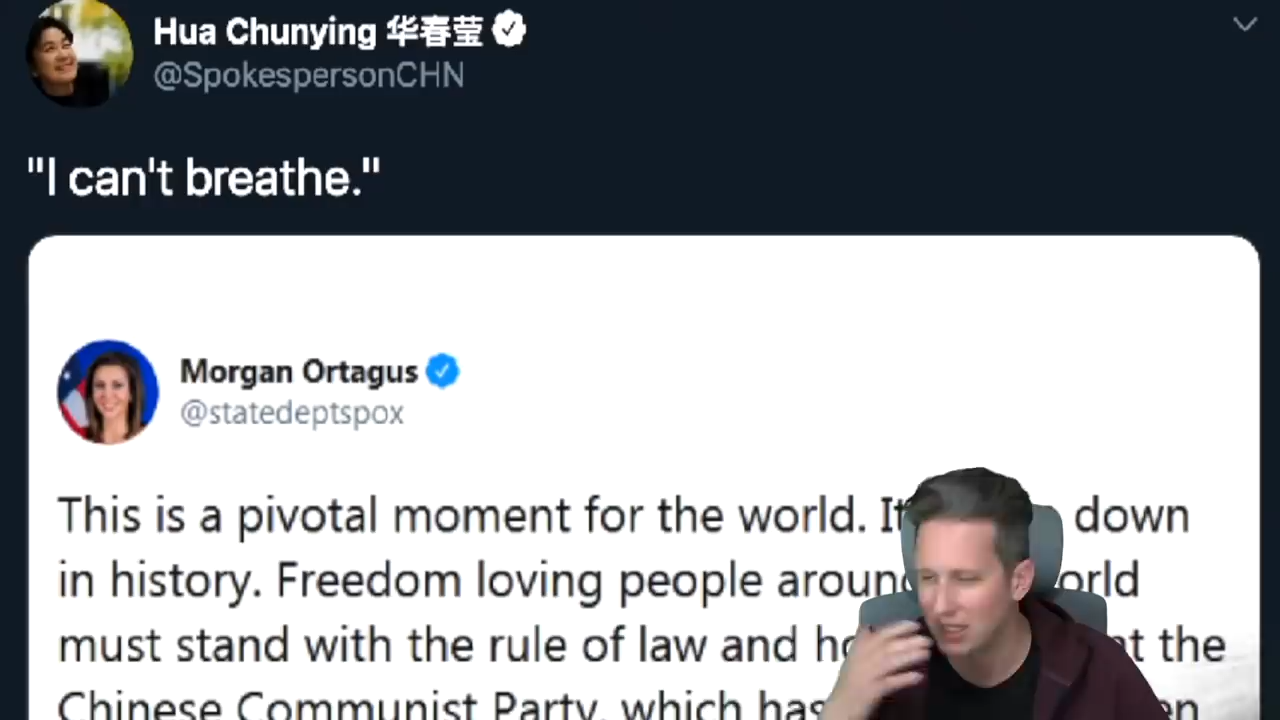 Hua Chunying 华春莹
@SpokespersonCHN
"I can't breathe."
Morgan Ortagus
@statedeptspox
This is a pivotal moment for the world. It down
in history. Freedom loving people
must stand with the rule of law and the
Chinese Communist Party, which has